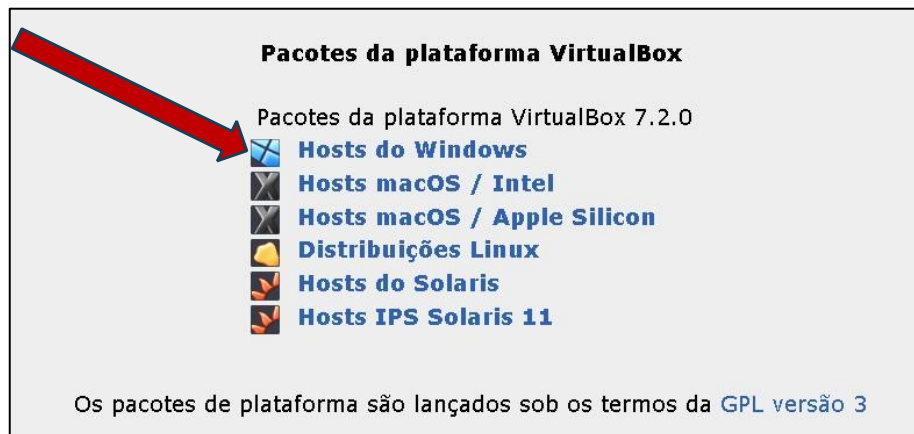 Pacotes da plataforma VirtualBox
Pacotes da plataforma VirtualBox 7.2.0
Hosts do Windows
Hosts macOS / Intel
Hosts macOS / Apple Silicon
Distribuições Linux
Hosts do Solaris
Hosts IPS Solaris 11
Os pacotes de plataforma são lançados sob os termos da GPL versão 3